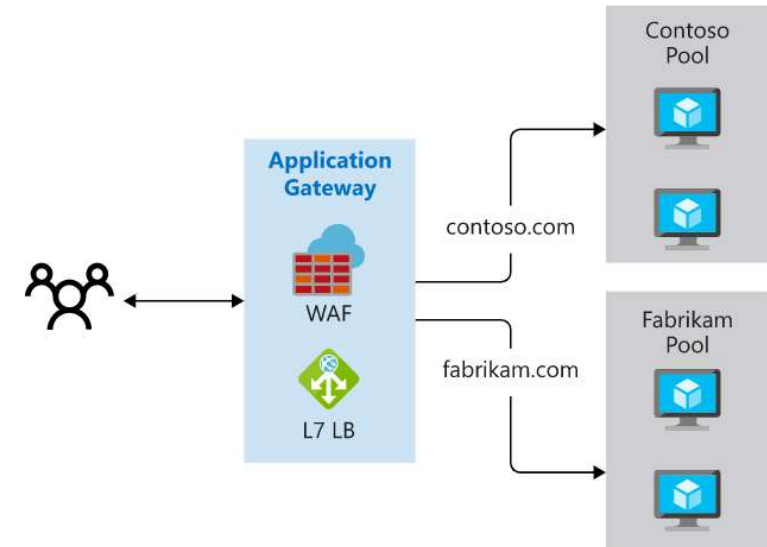 Application
Gateway
WAF
L7 LB
contoso.com
fabrikam.com
Contoso
Pool
Fabrikam
Pool